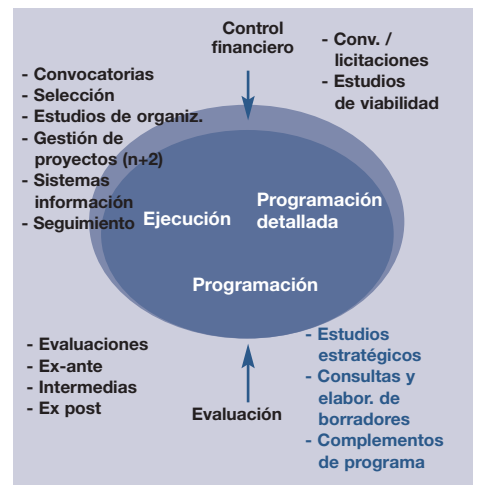 Control
financiero
- Conv. /
licitaciones
- Estudios
de viabilidad
- Convocatorias
- Selección
- Estudios de organiz.
- Gestión de
proyectos (n+2)
- Sistemas
información
- Seguimiento
Ejecución
Programación
detallada
Programación
- Evaluaciones
- Ex-ante
- Intermedias
- Ex post
Evaluación
- Estudios
estratégicos
- Consultas y
elabor. de
borradores
- Complementos
de programa